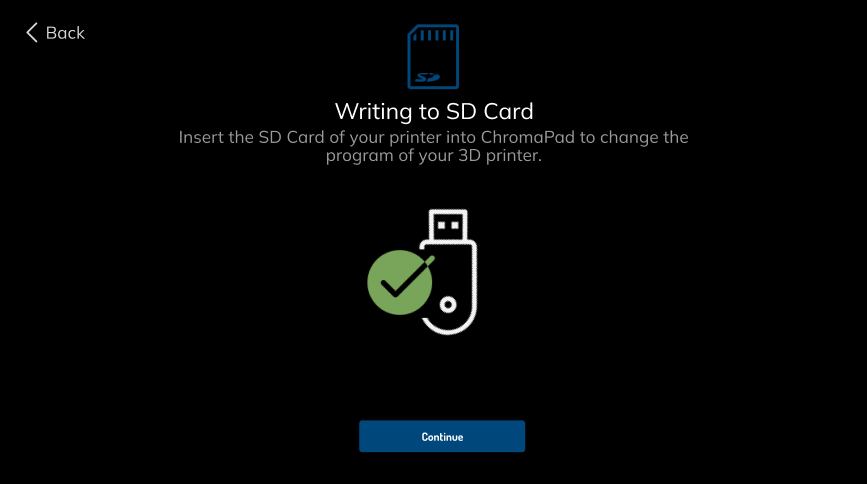 Back
SD
Writing to SD Card
Insert the SD Card of your printer into ChromaPad to change the
program of your 3D printer.
Continue